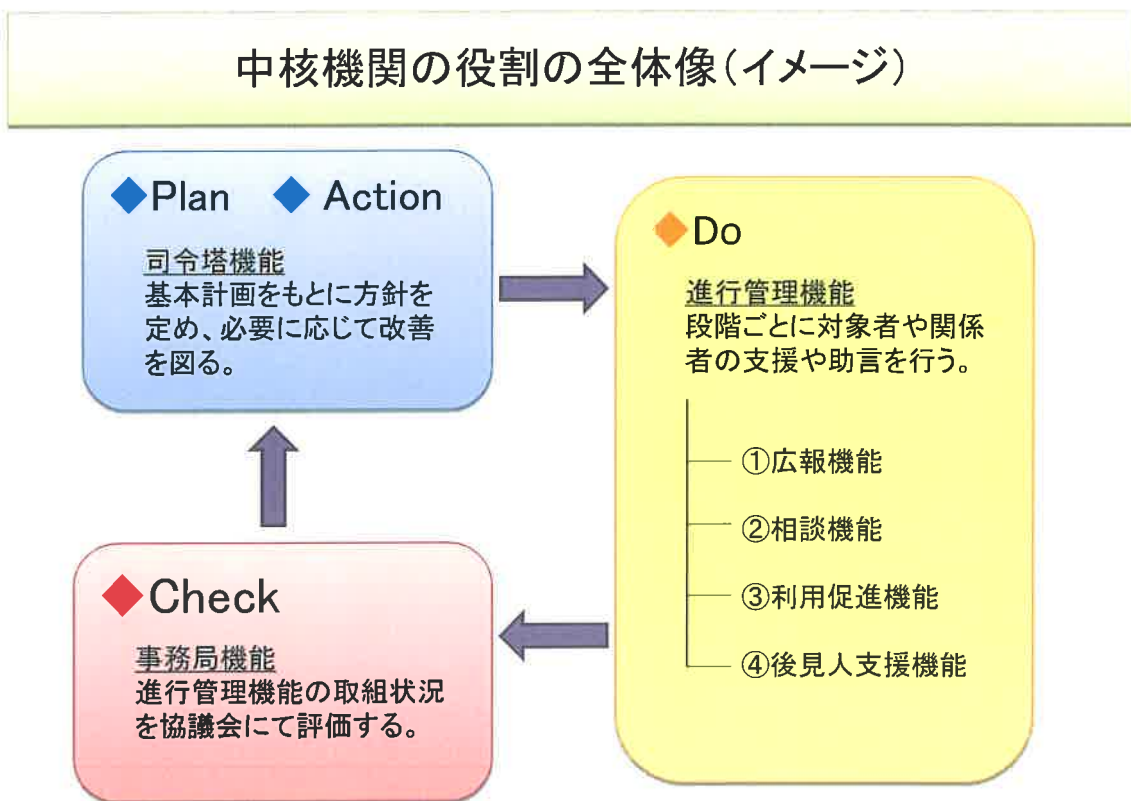 中核機関の役割の全体像(イメージ)
◆Plan ◆ Action
司令塔機能
基本計画をもとに方針を
定め、必要に応じて改善
を図る。
◆Do
進行管理機能
段階ごとに対象者や関係
者の支援や助言を行う。
①広報機能
②相談機能
③利用促進機能
④後見人支援機能
◆Check
事務局機能
進行管理機能の取組状況
を協議会にて評価する。